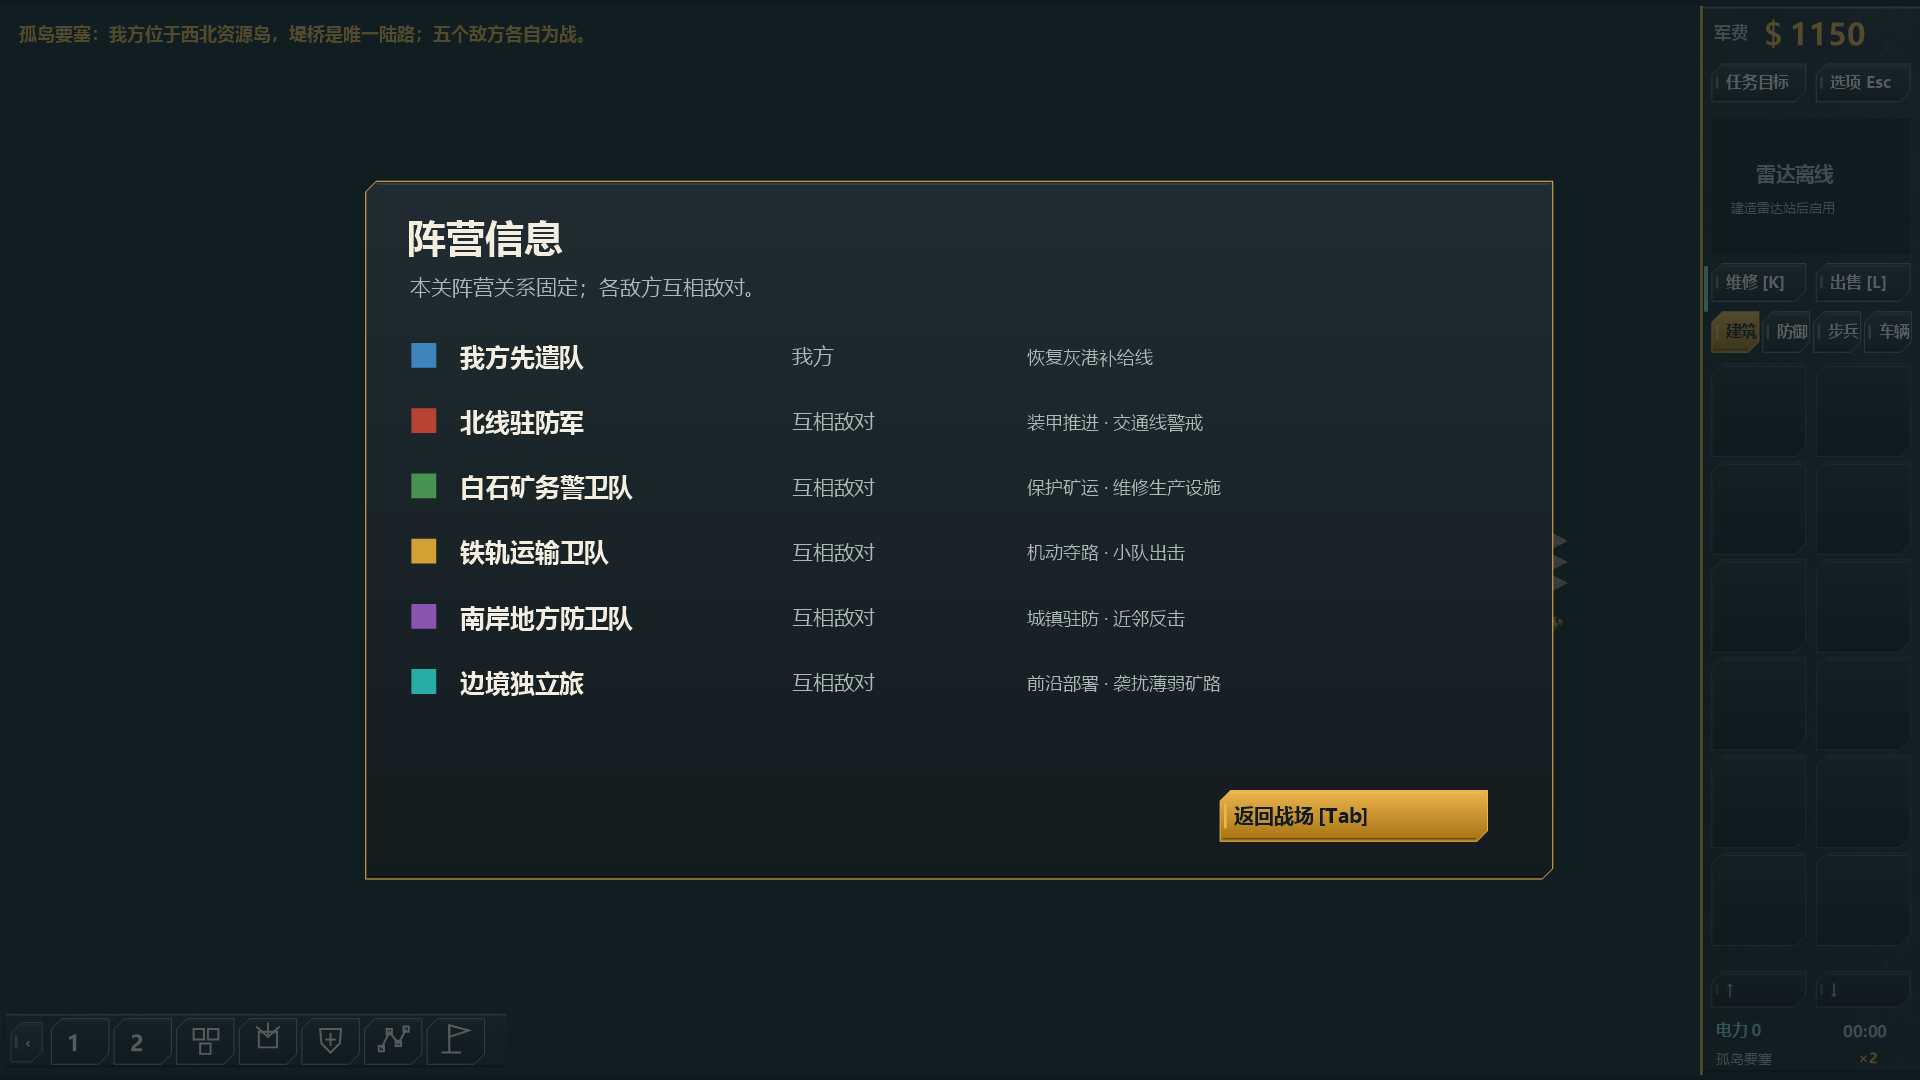 孤岛要塞：我方位于西北资源岛，堤桥是唯一陆路；五个敌方各自为战。
军费 $ 1150
任务目标 选项 Esc
雷达离线
建造雷达站后启用
维修 [K] 出售 [L]
建筑 防御 步兵 车辆
阵营信息
本关阵营关系固定；各敌方互相敌对。
我方先遣队 我方 恢复灰港补给线
北线驻防军 互相敌对 装甲推进 · 交通线警戒
白石矿务警卫队 互相敌对 保护矿运 · 维修生产设施
铁轨运输卫队 互相敌对 机动夺路 · 小队出击
南岸地方防卫队 互相敌对 城镇驻防 · 近邻反击
边境独立旅 互相敌对 前沿部署 · 袭扰薄弱矿路
返回战场 [Tab]
↑ ↓
‹ 1 2
电力 0 00:00
孤岛要塞 ×2